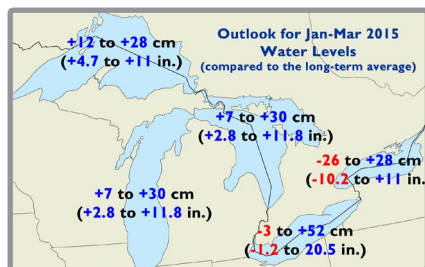 Outlook for Jan-Mar 2015
Water Levels
(compared to the long-term average)
+12 to +28 cm
(+4.7 to +11 in.)
+7 to +30 cm
(+2.8 to +11.8 in.)
-26 to +28 cm
(-10.2 to +11 in.)
+7 to +30 cm
(+2.8 to +11.8 in.)
-3 to +52 cm
(-1.2 to 20.5 in.)